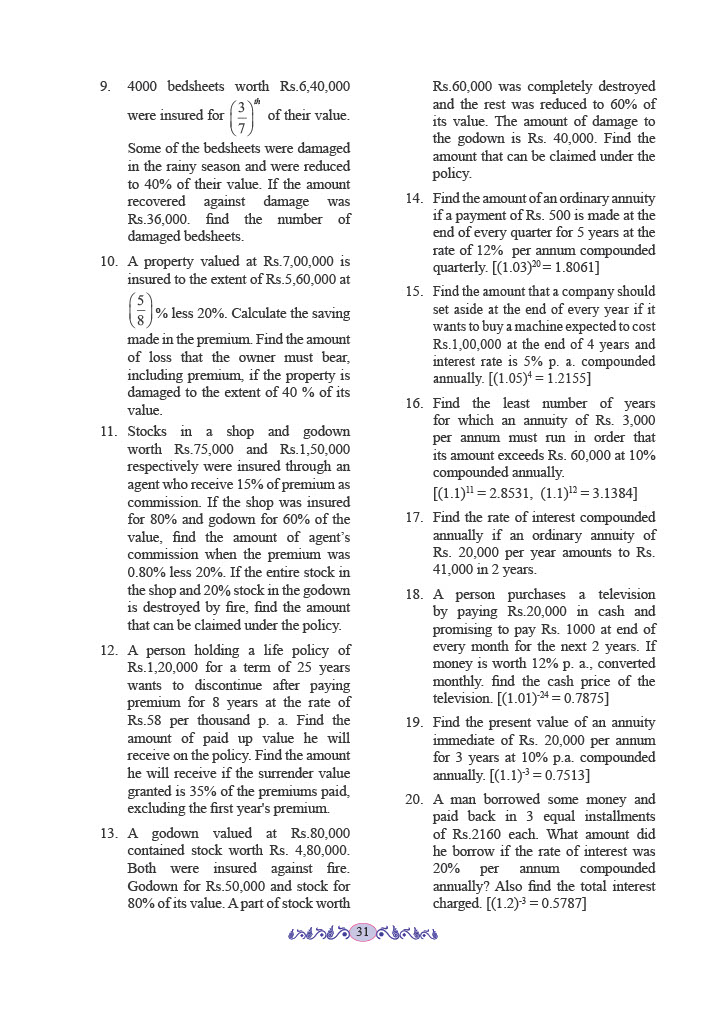 9. 4000 bedsheets worth Rs.6,40,000
were insured for (3/7)th of their value.
Some of the bedsheets were damaged
in the rainy season and were reduced
to 40% of their value. If the amount
recovered against damage was
Rs.36,000. find the number of
damaged bedsheets.
10. A property valued at Rs.7,00,000 is
insured to the extent of Rs.5,60,000 at
(5/8)% less 20%. Calculate the saving
made in the premium. Find the amount
of loss that the owner must bear,
including premium, if the property is
damaged to the extent of 40 % of its
value.
11. Stocks in a shop and godown
worth Rs.75,000 and Rs.1,50,000
respectively were insured through an
agent who receive 15% of premium as
commission. If the shop was insured
for 80% and godown for 60% of the
value, find the amount of agent's
commission when the premium was
0.80% less 20%. If the entire stock in
the shop and 20% stock in the godown
is destroyed by fire, find the amount
that can be claimed under the policy.
12. A person holding a life policy of
Rs.1,20,000 for a term of 25 years
wants to discontinue after paying
premium for 8 years at the rate of
Rs.58 per thousand p. a. Find the
amount of paid up value he will
receive on the policy. Find the amount
he will receive if the surrender value
granted is 35% of the premiums paid,
excluding the first year's premium.
13. A godown valued at Rs.80,000
contained stock worth Rs. 4,80,000.
Both were insured against fire.
Godown for Rs.50,000 and stock for
80% of its value. A part of stock worth
Rs.60,000 was completely destroyed
and the rest was reduced to 60% of
its value. The amount of damage to
the godown is Rs. 40,000. Find the
amount that can be claimed under the
policy.
14. Find the amount of an ordinary annuity
if a payment of Rs. 500 is made at the
end of every quarter for 5 years at the
rate of 12% per annum compounded
quarterly. [(1.03)²⁰ = 1.8061]
15. Find the amount that a company should
set aside at the end of every year if it
wants to buy a machine expected to cost
Rs.1,00,000 at the end of 4 years and
interest rate is 5% p. a. compounded
annually. [(1.05)⁴ = 1.2155]
16. Find the least number of years
for which an annuity of Rs. 3,000
per annum must run in order that
its amount exceeds Rs. 60,000 at 10%
compounded annually.
[(1.1)¹¹ = 2.8531, (1.1)¹² = 3.1384]
17. Find the rate of interest compounded
annually if an ordinary annuity of
Rs. 20,000 per year amounts to Rs.
41,000 in 2 years.
18. A person purchases a television
by paying Rs.20,000 in cash and
promising to pay Rs. 1000 at end of
every month for the next 2 years. If
money is worth 12% p. a., converted
monthly. find the cash price of the
television. [(1.01)⁻²⁴ = 0.7875]
19. Find the present value of an annuity
immediate of Rs. 20,000 per annum
for 3 years at 10% p.a. compounded
annually. [(1.1)⁻³ = 0.7513]
20. A man borrowed some money and
paid back in 3 equal installments
of Rs.2160 each. What amount did
he borrow if the rate of interest was
20% per annum compounded
annually? Also find the total interest
charged. [(1.2)⁻³ = 0.5787]
31